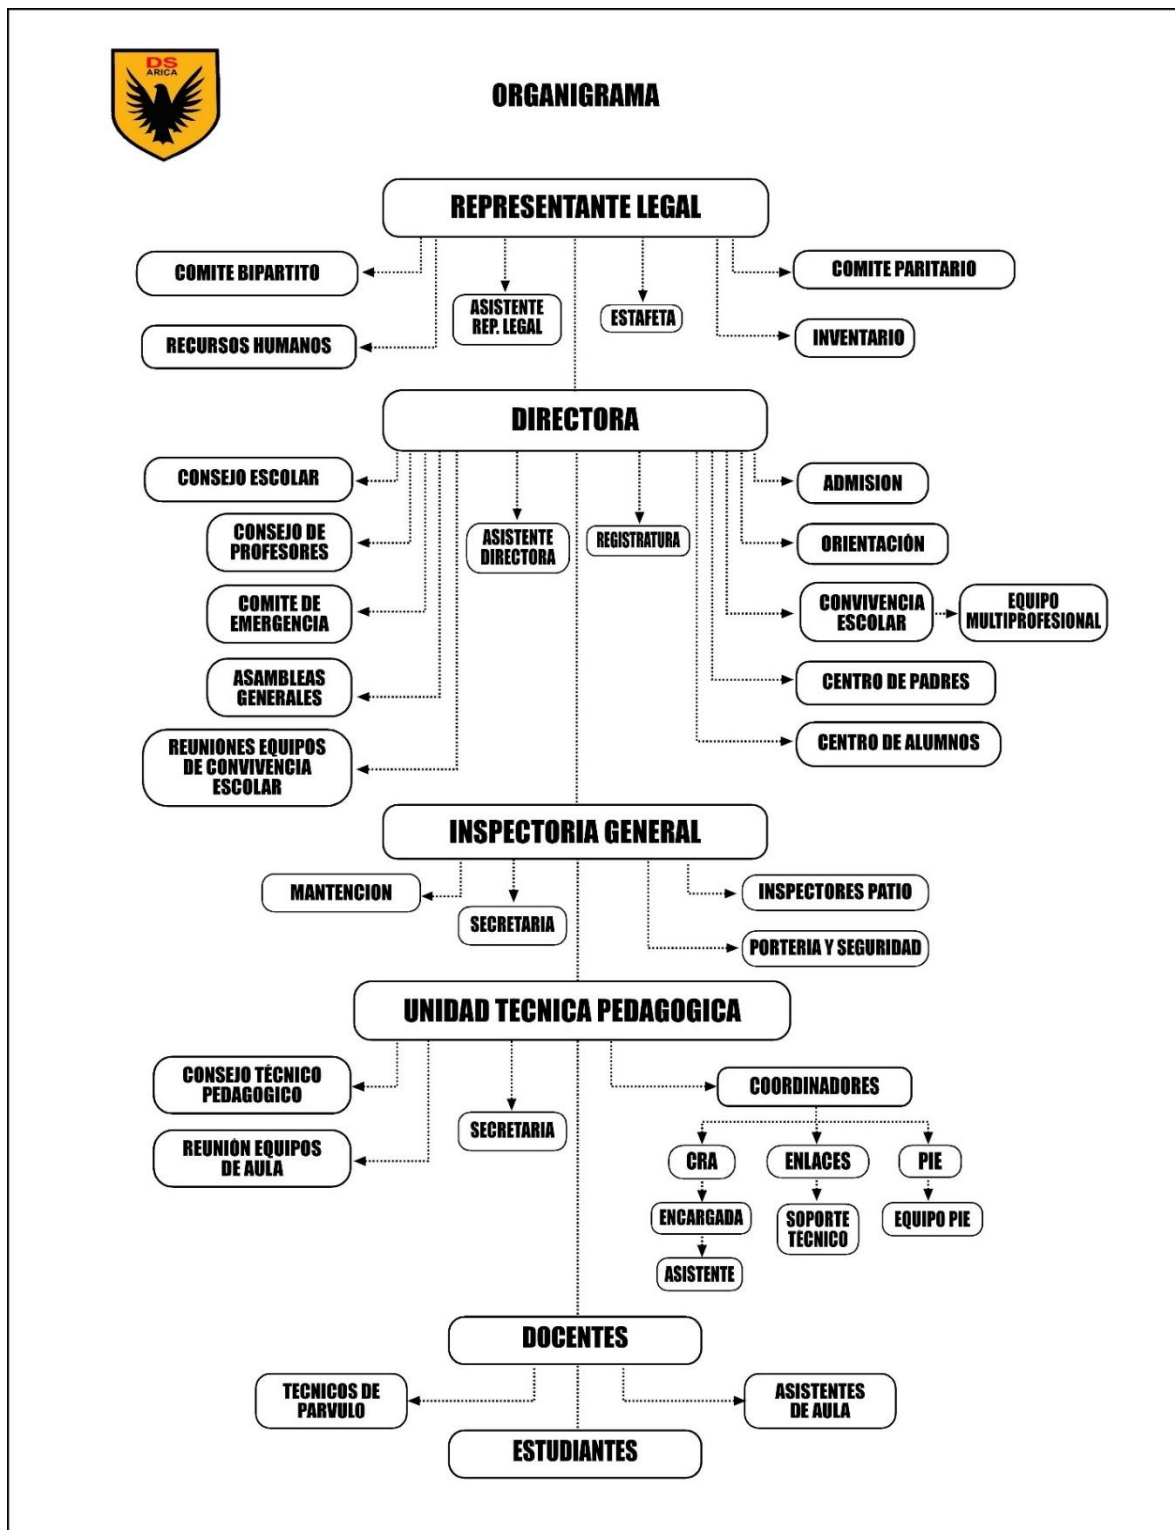 DS
ARICA
ORGANIGRAMA
REPRESENTANTE LEGAL
COMITE BIPARTITO
COMITE PARITARIO
ASISTENTE
REP. LEGAL
ESTAFETA
RECURSOS HUMANOS
INVENTARIO
DIRECTORA
CONSEJO ESCOLAR
ADMISION
CONSEJO DE
PROFESORES
ASISTENTE
DIRECTORA
REGISTRATURA
ORIENTACIÓN
COMITE DE
EMERGENCIA
CONVIVENCIA
ESCOLAR
EQUIPO
MULTIPROFESIONAL
ASAMBLEAS
GENERALES
CENTRO DE PADRES
REUNIONES EQUIPOS
DE CONVIVENCIA
ESCOLAR
CENTRO DE ALUMNOS
INSPECTORIA GENERAL
MANTENCION
SECRETARIA
INSPECTORES PATIO
PORTERIA Y SEGURIDAD
UNIDAD TECNICA PEDAGOGICA
CONSEJO TÉCNICO
PEDAGOGICO
COORDINADORES
REUNIÓN EQUIPOS
DE AULA
SECRETARIA
CRA
ENLACES
PIE
ENCARGADA
SOPORTE
TÉCNICO
EQUIPO PIE
ASISTENTE
DOCENTES
TECNICOS DE
PARVULO
ASISTENTES
DE AULA
ESTUDIANTES